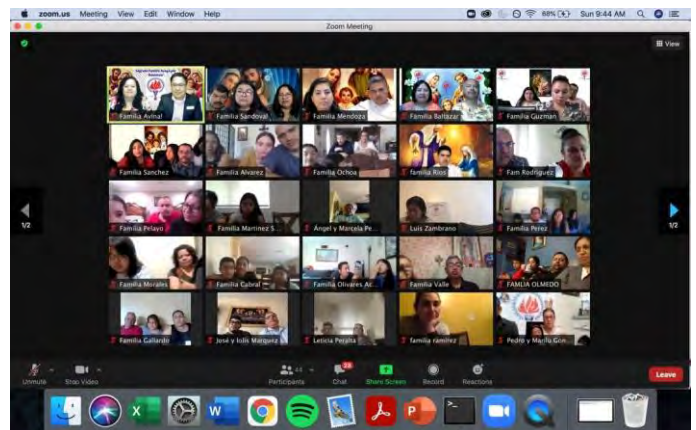 zoom.us Meeting View Edit Window Help
68% Sun 9:44 AM
Zoom Meeting
View
Familia Avina!
Familia Sandoval
Familia Mendoza
Familia Baltazar
Familia Guzman
Familia Sanchez
Familia Alvarez
Familia Ochoa
familia Rios
Fam Rodriguez
Familia Pelayo
Familia Martinez S...
Angel y Marcela Pe...
Luis Zambrano
Familia Perez
1/2
1/2
Familia Morales
Familia Cabral
Familia Olivares Ac...
Familia Valle
FAMLIA OLMEDO
Familia Gallardo
José y Iolis Marquez
Leticia Peralta
familia ramirez
Pedro y Marila Gon...
Unmute
Stop Video
Participants
Chat
Share Screen
Record
Reactions
Leave